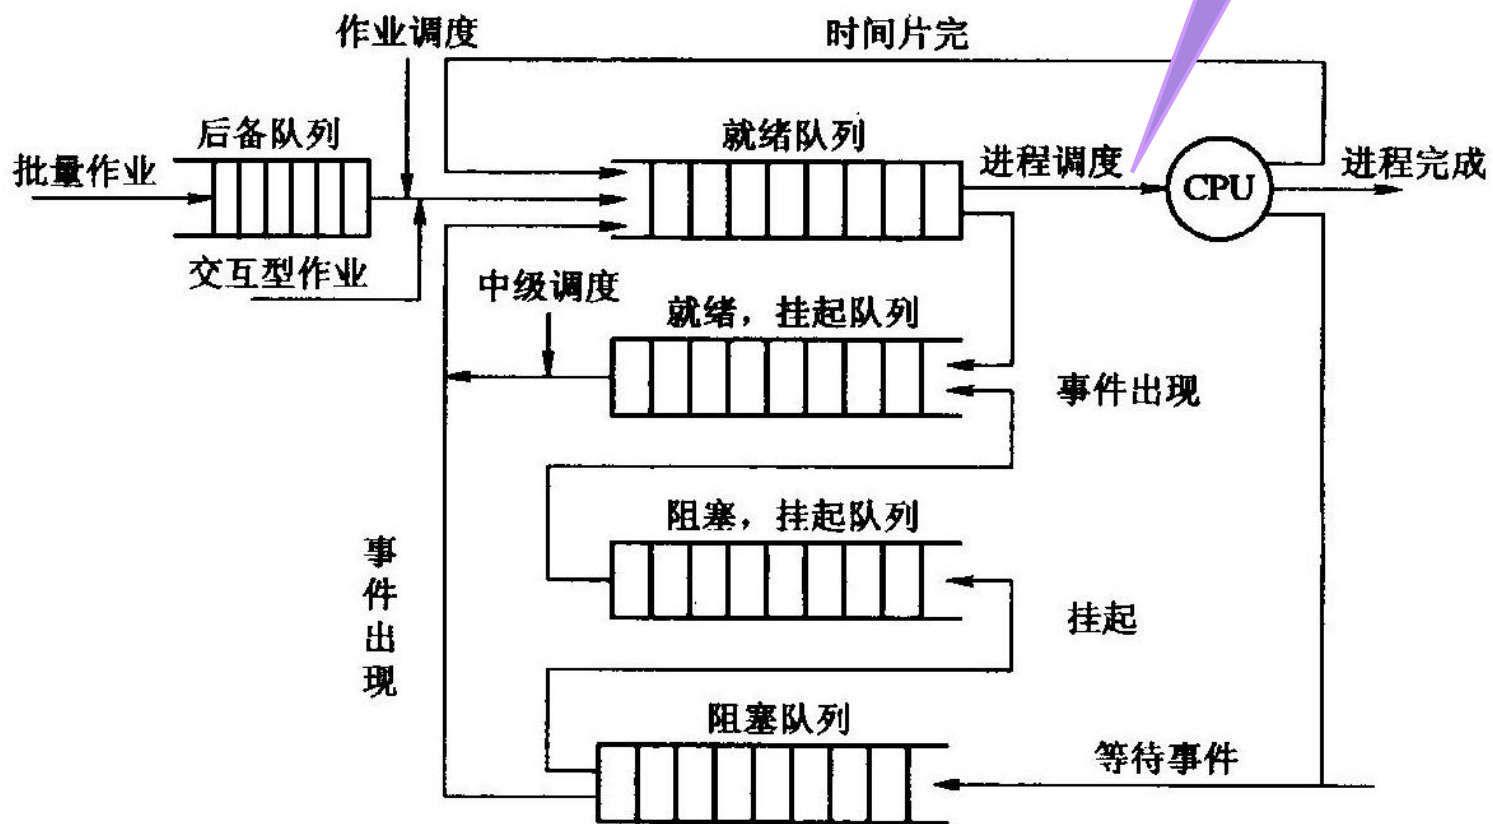 作业调度
时间片完
后备队列
就绪队列
批量作业
进程调度
CPU
进程完成
交互型作业
中级调度
就绪，挂起队列
事件出现
阻塞，挂起队列
事件出现
挂起
阻塞队列
等待事件